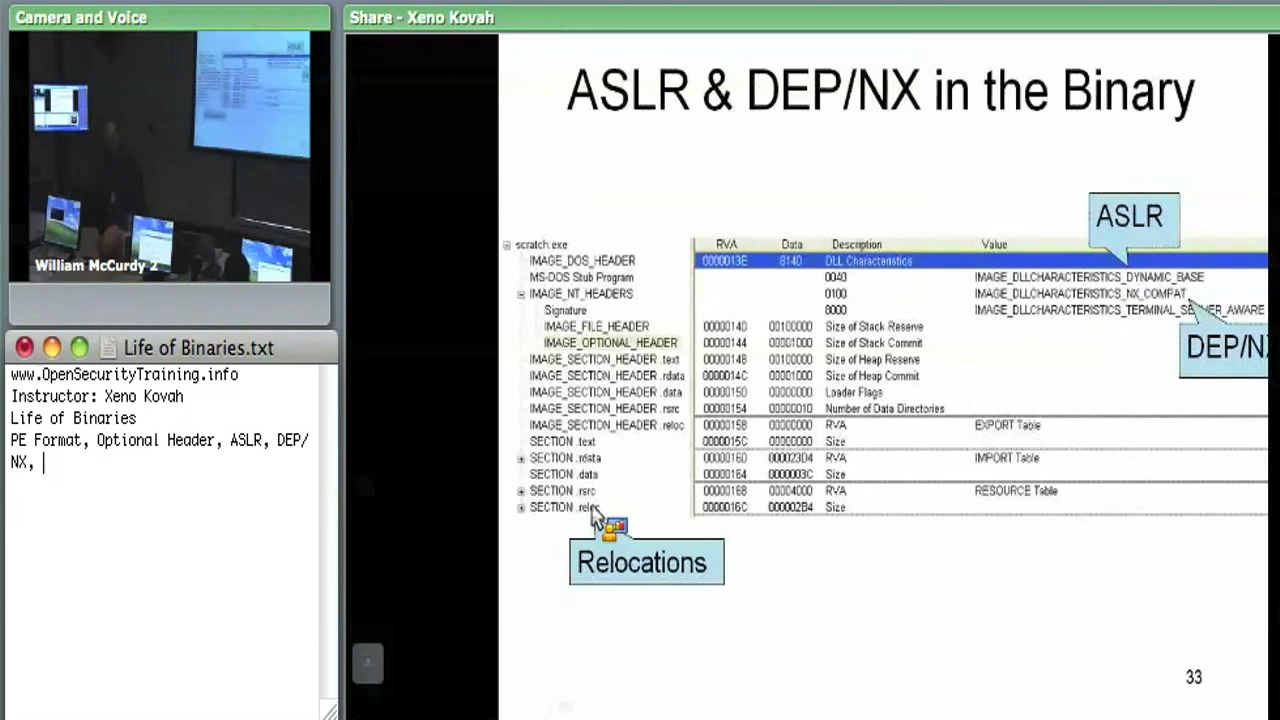 Camera and Voice
William McCurdy 2
Life of Binaries.txt
www.OpenSecurityTraining.info
Instructor: Xeno Kovah
Life of Binaries
PE Format, Optional Header, ASLR, DEP/
NX,
Share - Xeno Kovah
ASLR & DEP/NX in the Binary
ASLR
scratch.exe
IMAGE_DOS_HEADER
MS-DOS Stub Program
IMAGE_NT_HEADERS
Signature
IMAGE_FILE_HEADER
IMAGE_OPTIONAL_HEADER
IMAGE_SECTION_HEADER .text
IMAGE_SECTION_HEADER .rdata
IMAGE_SECTION_HEADER .data
IMAGE_SECTION_HEADER .rsrc
IMAGE_SECTION_HEADER .reloc
SECTION .text
SECTION .rdata
SECTION .data
SECTION .rsrc
SECTION .reloc
RVA Data Description Value
0000013E 8140 DLL Characteristics
0040 IMAGE_DLLCHARACTERISTICS_DYNAMIC_BASE
0100 IMAGE_DLLCHARACTERISTICS_NX_COMPAT
8000 IMAGE_DLLCHARACTERISTICS_TERMINAL_SERVER_AWARE
00000140 00100000 Size of Stack Reserve
00000144 00001000 Size of Stack Commit
00000148 00100000 Size of Heap Reserve
0000014C 00001000 Size of Heap Commit
00000150 00000000 Loader Flags
00000154 00000010 Number of Data Directories
00000158 00000000 RVA EXPORT Table
0000015C 00000000 Size
00000160 00002304 RVA IMPORT Table
00000164 0000003C Size
00000168 00004000 RVA RESOURCE Table
0000016C 000002B4 Size
DEP/NX
Relocations
33